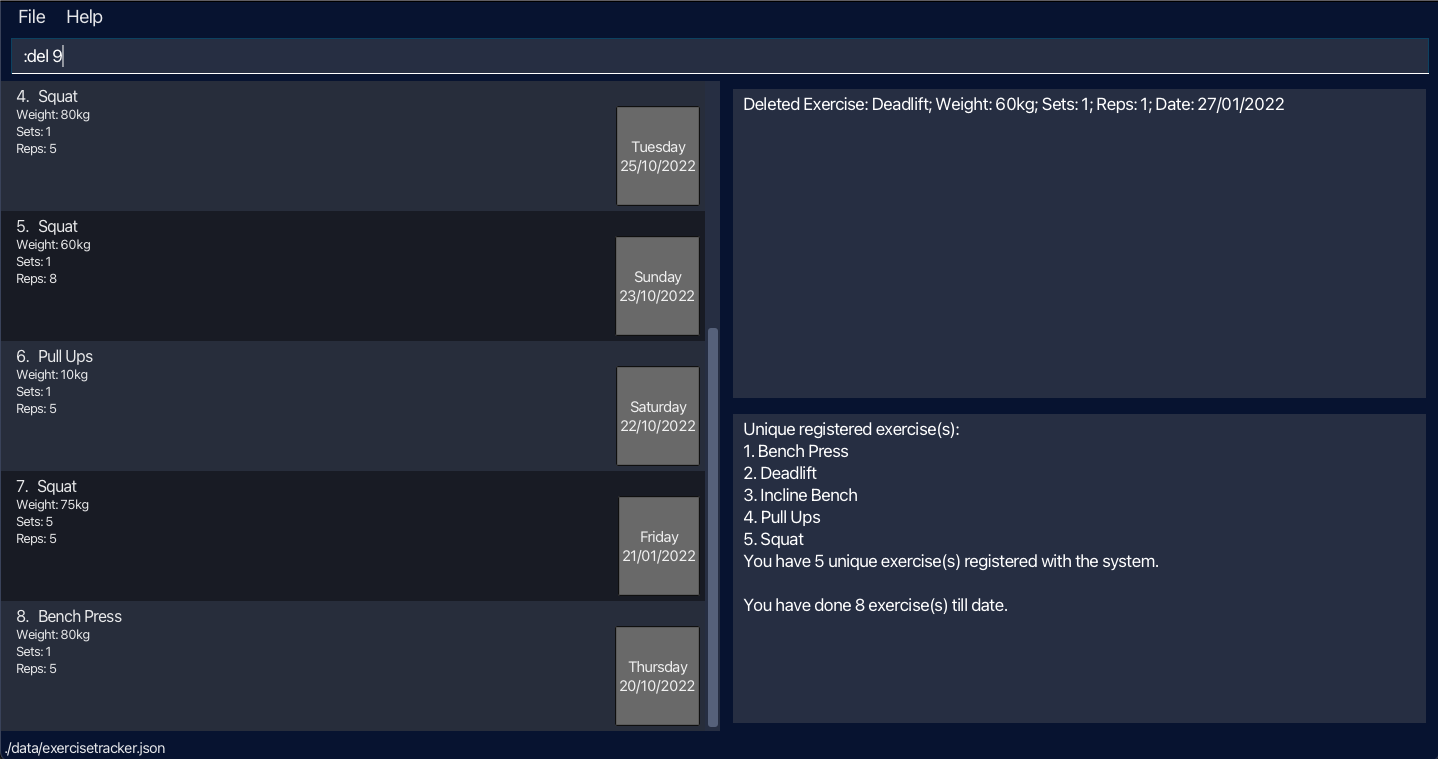 File Help
:del 9
4. Squat
Weight: 80kg
Sets: 1
Reps: 5
Tuesday
25/10/2022
5. Squat
Weight: 60kg
Sets: 1
Reps: 8
Sunday
23/10/2022
6. Pull Ups
Weight: 10kg
Sets: 1
Reps: 5
Saturday
22/10/2022
7. Squat
Weight: 75kg
Sets: 5
Reps: 5
Friday
21/01/2022
8. Bench Press
Weight: 80kg
Sets: 1
Reps: 5
Thursday
20/10/2022
Deleted Exercise: Deadlift; Weight: 60kg; Sets: 1; Reps: 1; Date: 27/01/2022
Unique registered exercise(s):
1. Bench Press
2. Deadlift
3. Incline Bench
4. Pull Ups
5. Squat
You have 5 unique exercise(s) registered with the system.
You have done 8 exercise(s) till date.
./data/exercisetracker.json